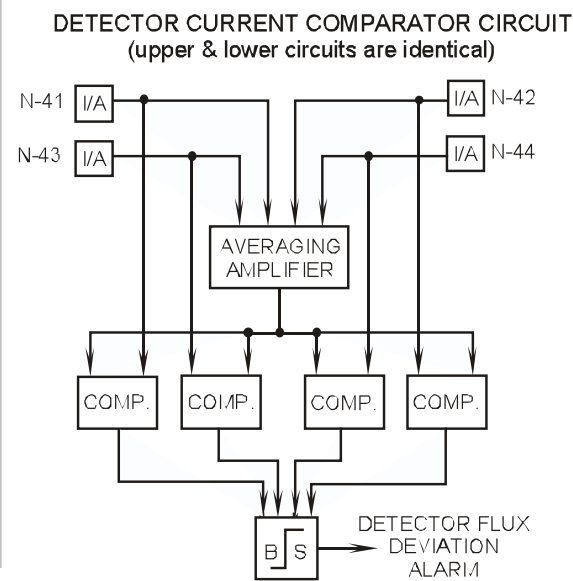 DETECTOR CURRENT COMPARATOR CIRCUIT
(upper & lower circuits are identical)
N-41 I/A
I/A N-42
N-43 I/A
I/A N-44
AVERAGING
AMPLIFIER
COMP. COMP. COMP. COMP.
B S
DETECTOR FLUX
DEVIATION
ALARM